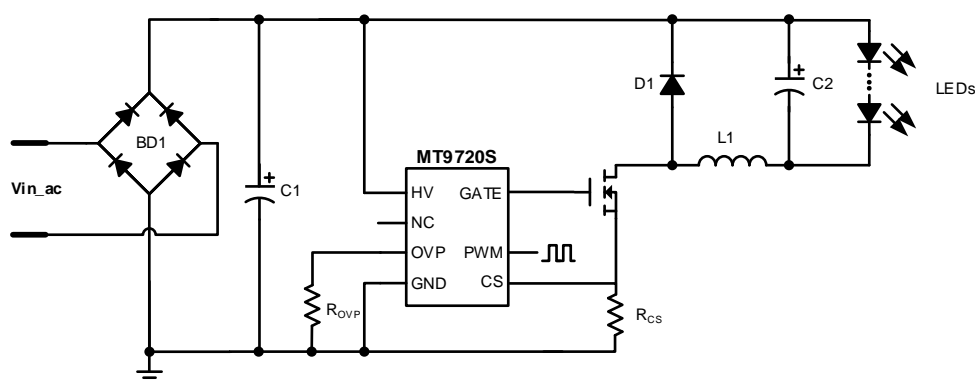 D1
C2
LEDs
BD1
L1
MT9720S
Vin_ac
C1
HV
GATE
NC
OVP
PWM
GND
CS
ROVP
RCS